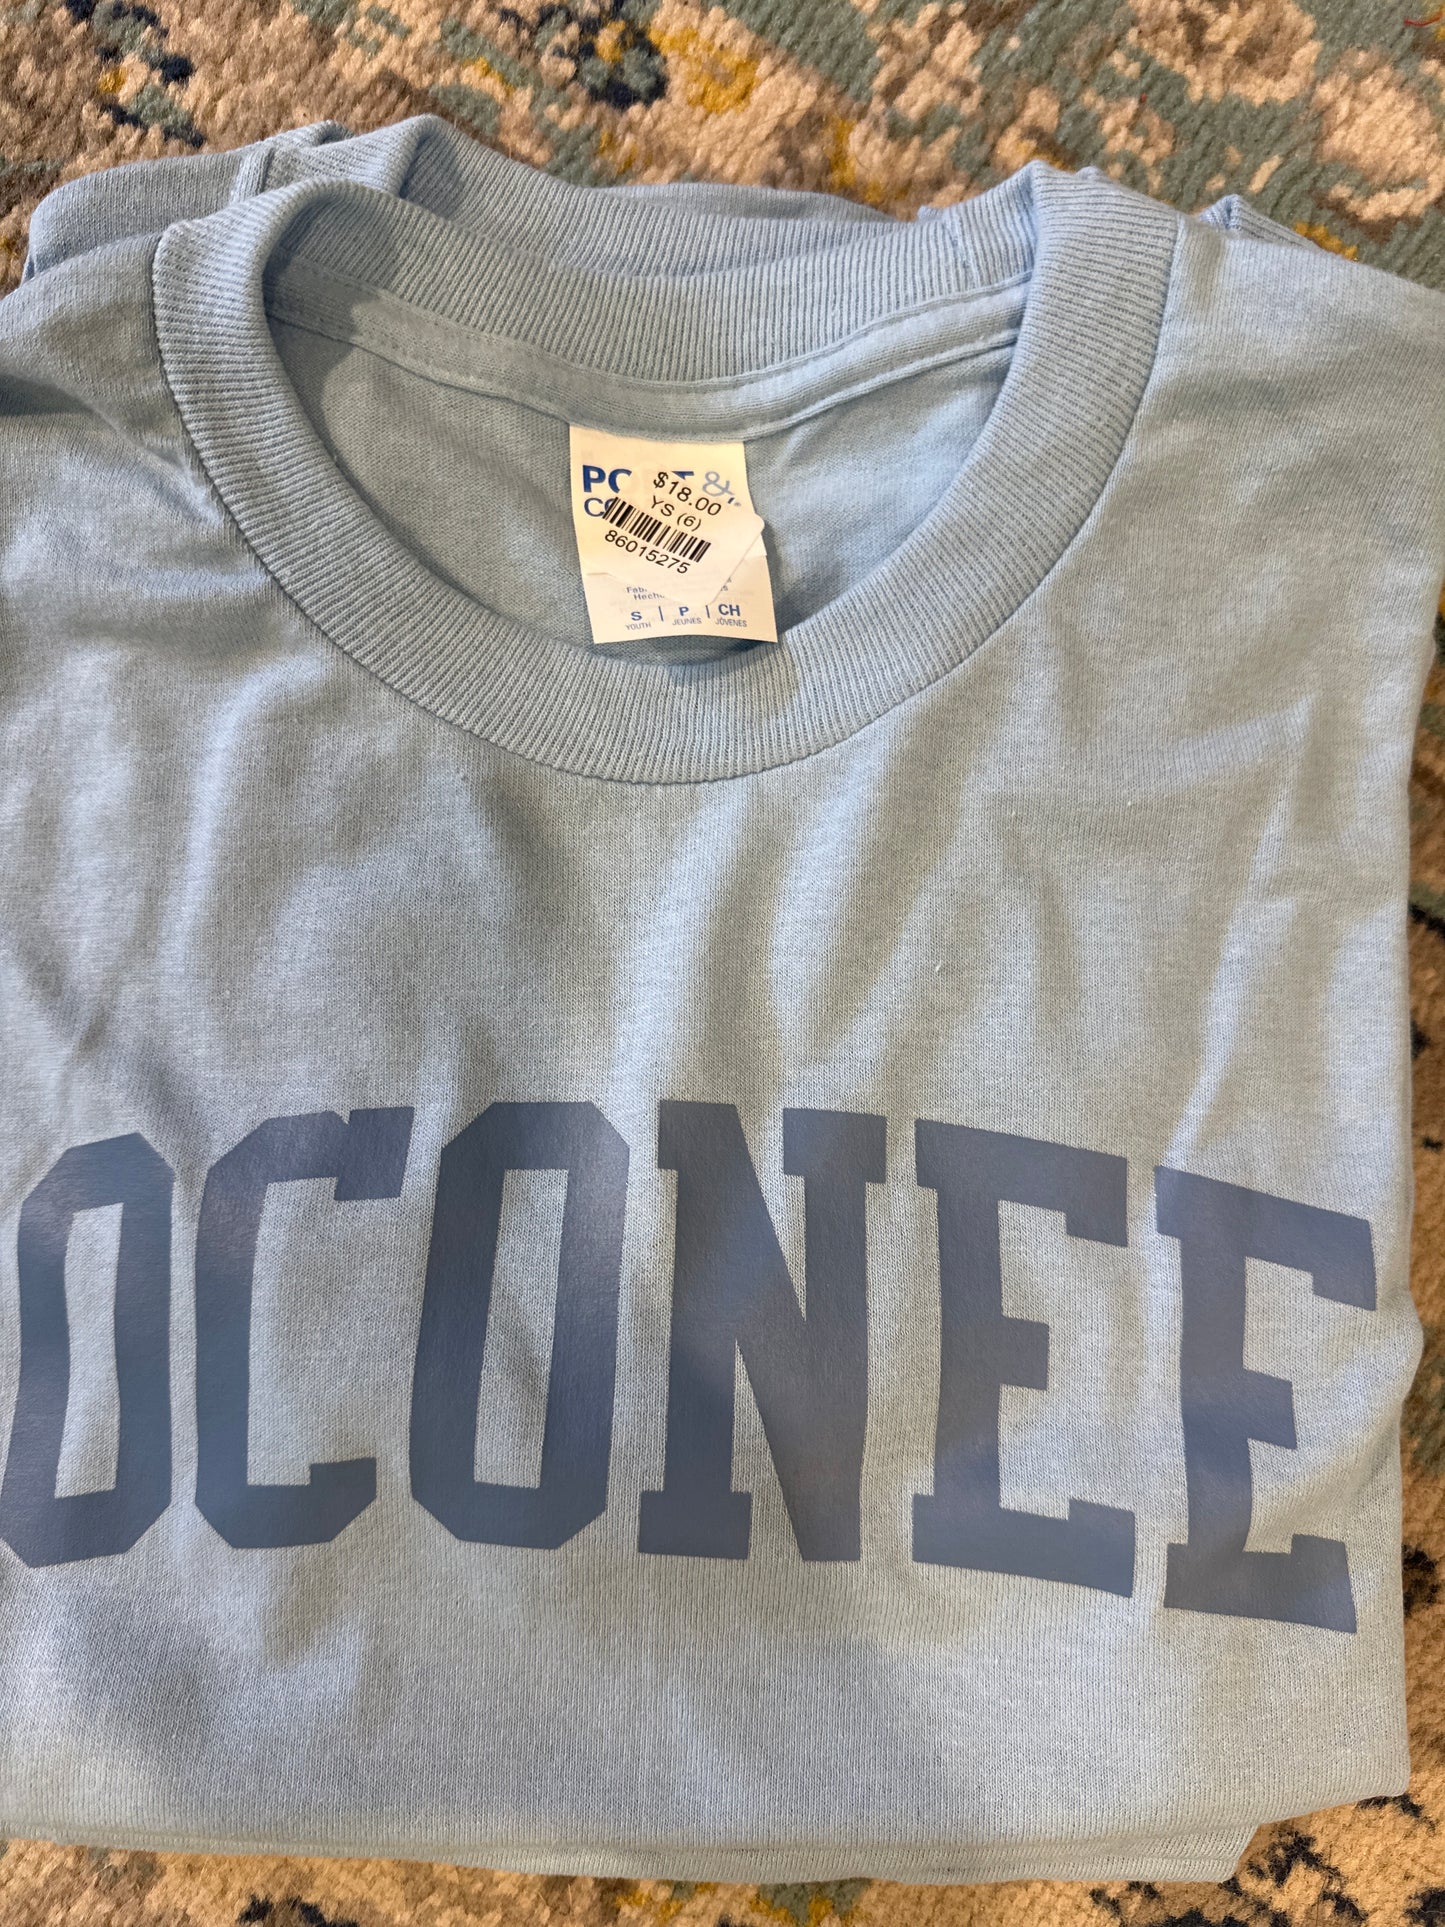 &
$18.00
YS (6)
86015275
S | P | CH
YOUTH JEUNES JÓVENES
OCONEE